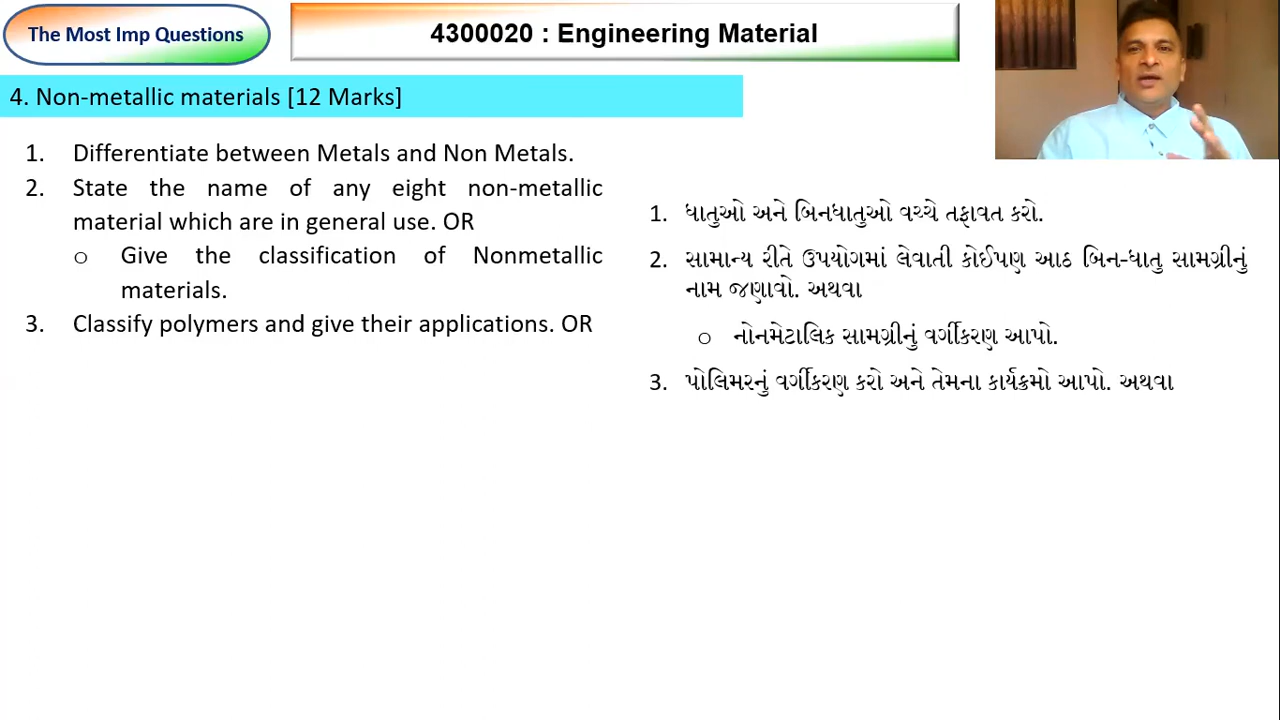 The Most Imp Questions
4300020 : Engineering Material
4. Non-metallic materials [12 Marks]
1. Differentiate between Metals and Non Metals.
2. State the name of any eight non-metallic
material which are in general use. OR
o Give the classification of Nonmetallic
materials.
3. Classify polymers and give their applications. OR
1. ધાતુઓ અને બિનધાતુઓ વચ્ચે તફાવત કરો.
2. સામાન્ય રીતે ઉપયોગમાં લેવાતી કોઈપણ આઠ બિન-ધાતુ સામગ્રીનું
નામ જણાવો. અથવા
o નોનમેટાલિક સામગ્રીનું વર્ગીકરણ આપો.
3. પોલિમરનું વર્ગીકરણ કરો અને તેમના કાર્યક્રમો આપો. અથવા